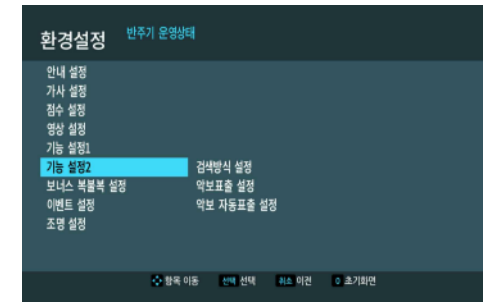 환경설정 반주기 운영상태
안내 설정
가사 설정
점수 설정
영상 설정
기능 설정1
기능 설정2 검색방식 설정
보너스 복불복 설정 악보표출 설정
이벤트 설정 악보 자동표출 설정
조명 설정
항목 이동 선택 선택 취소 이전 0 초기화면